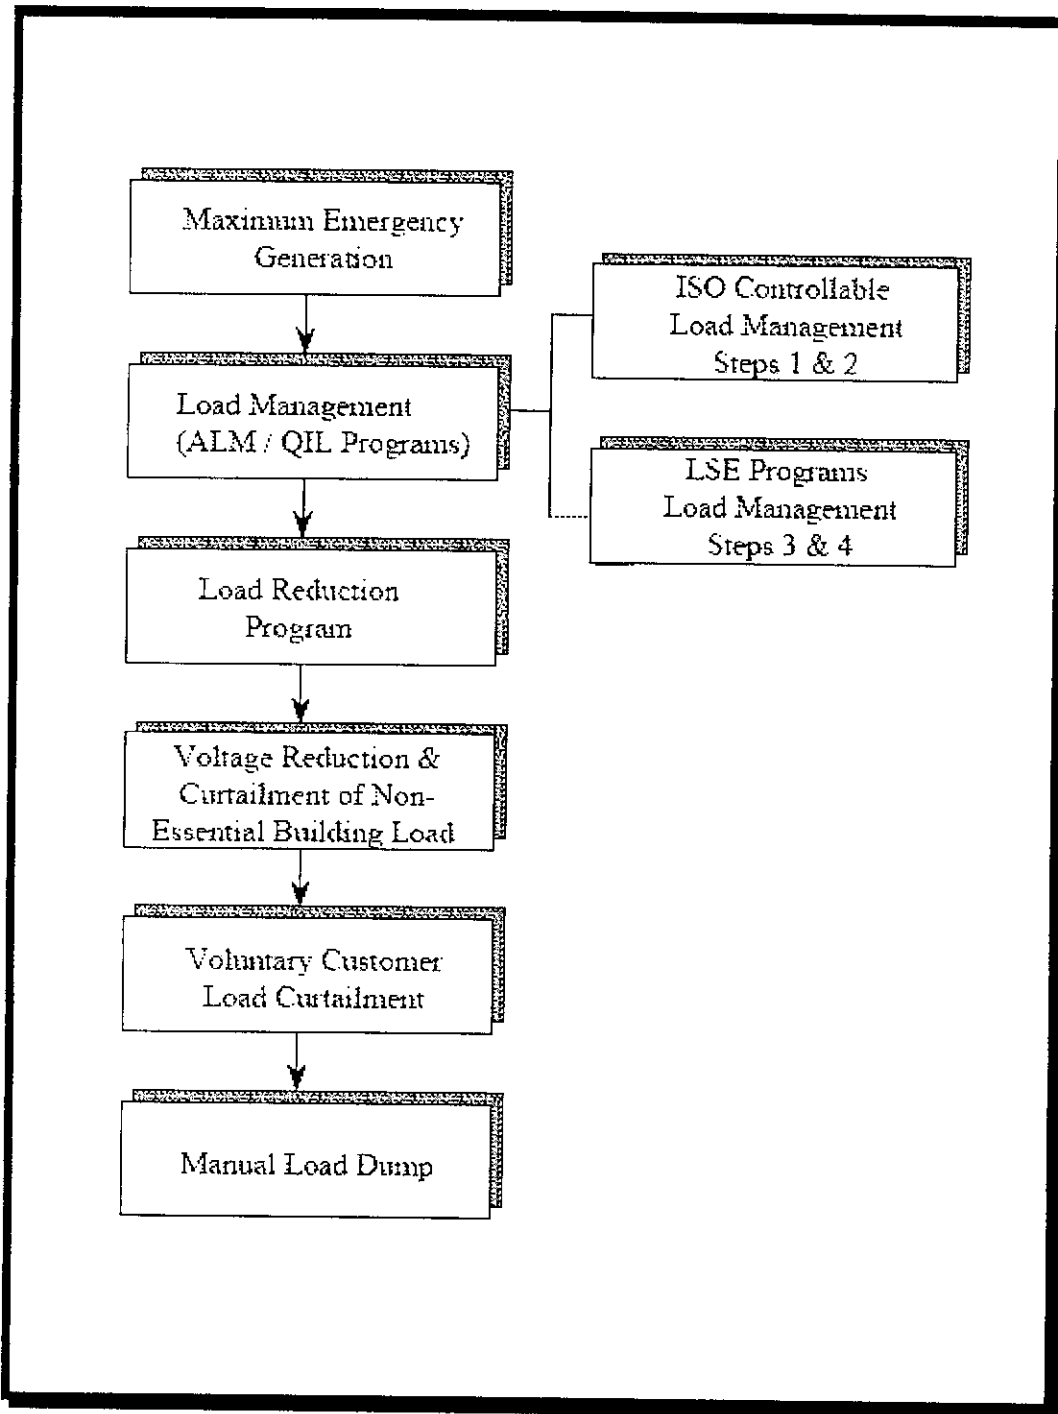 Maximum Emergency
Generation
ISO Controllable
Load Management
Steps 1 & 2
Load Management
(ALM / QIL Programs)
LSE Programs
Load Management
Steps 3 & 4
Load Reduction
Program
Voltage Reduction &
Curtailment of Non-
Essential Building Load
Voluntary Customer
Load Curtailment
Manual Load Dump